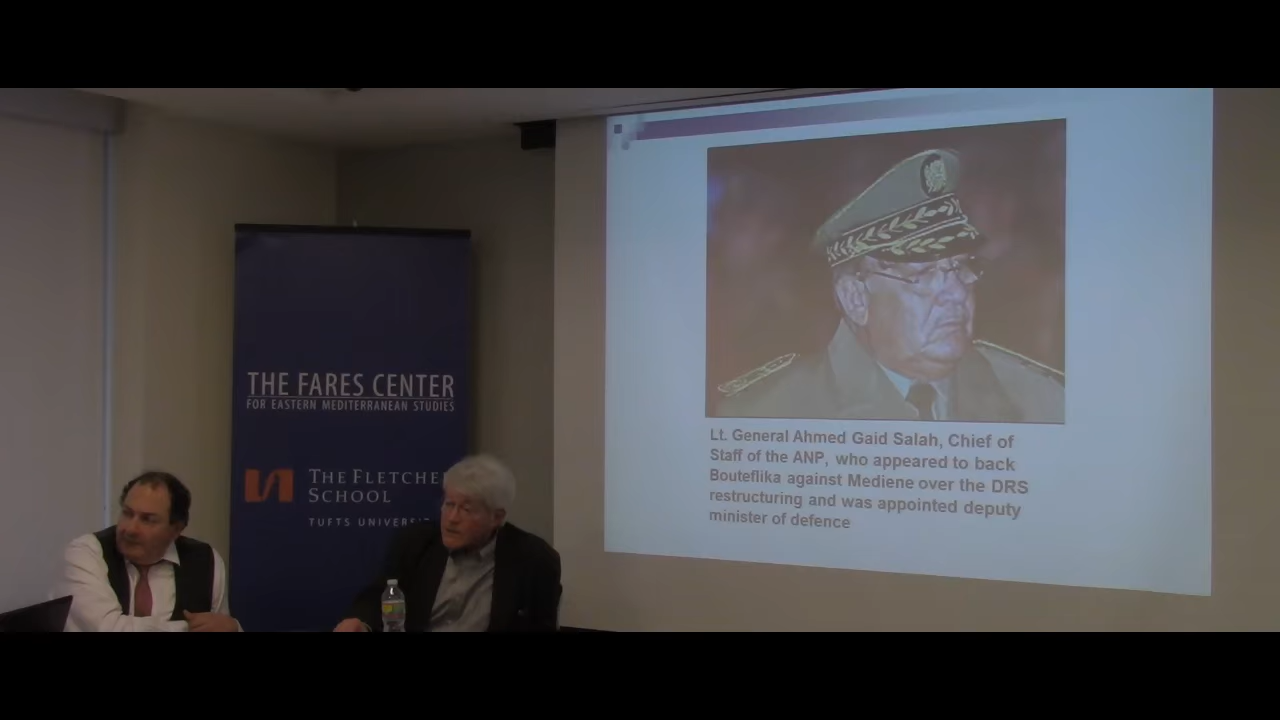 THE FARES CENTER
FOR EASTERN MEDITERRANEAN STUDIES
THE FLETCHER
SCHOOL
TUFTS
Lt. General Ahmed Gaid Salah, Chief of
Staff of the ANP, who appeared to back
Bouteflika against Mediene over the DRS
restructuring and was appointed deputy
minister of defence